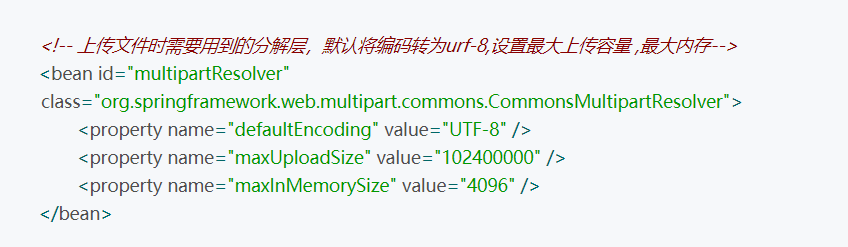 <!-- 上传文件时需要用到的分解层，默认将编码转为urf-8,设置最大上传容量 ,最大内存-->
<bean id="multipartResolver"
class="org.springframework.web.multipart.commons.CommonsMultipartResolver">
<property name="defaultEncoding" value="UTF-8" />
<property name="maxUploadSize" value="102400000" />
<property name="maxInMemorySize" value="4096" />
</bean>